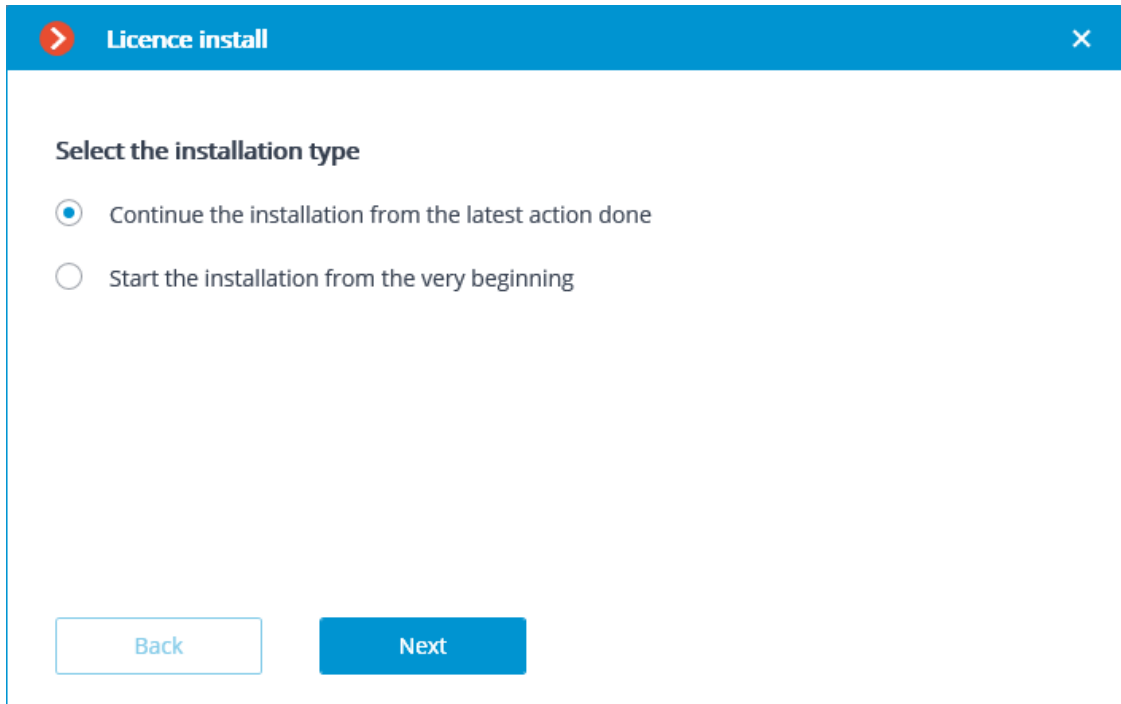 Licence install
Select the installation type
Continue the installation from the latest action done
Start the installation from the very beginning
Back
Next